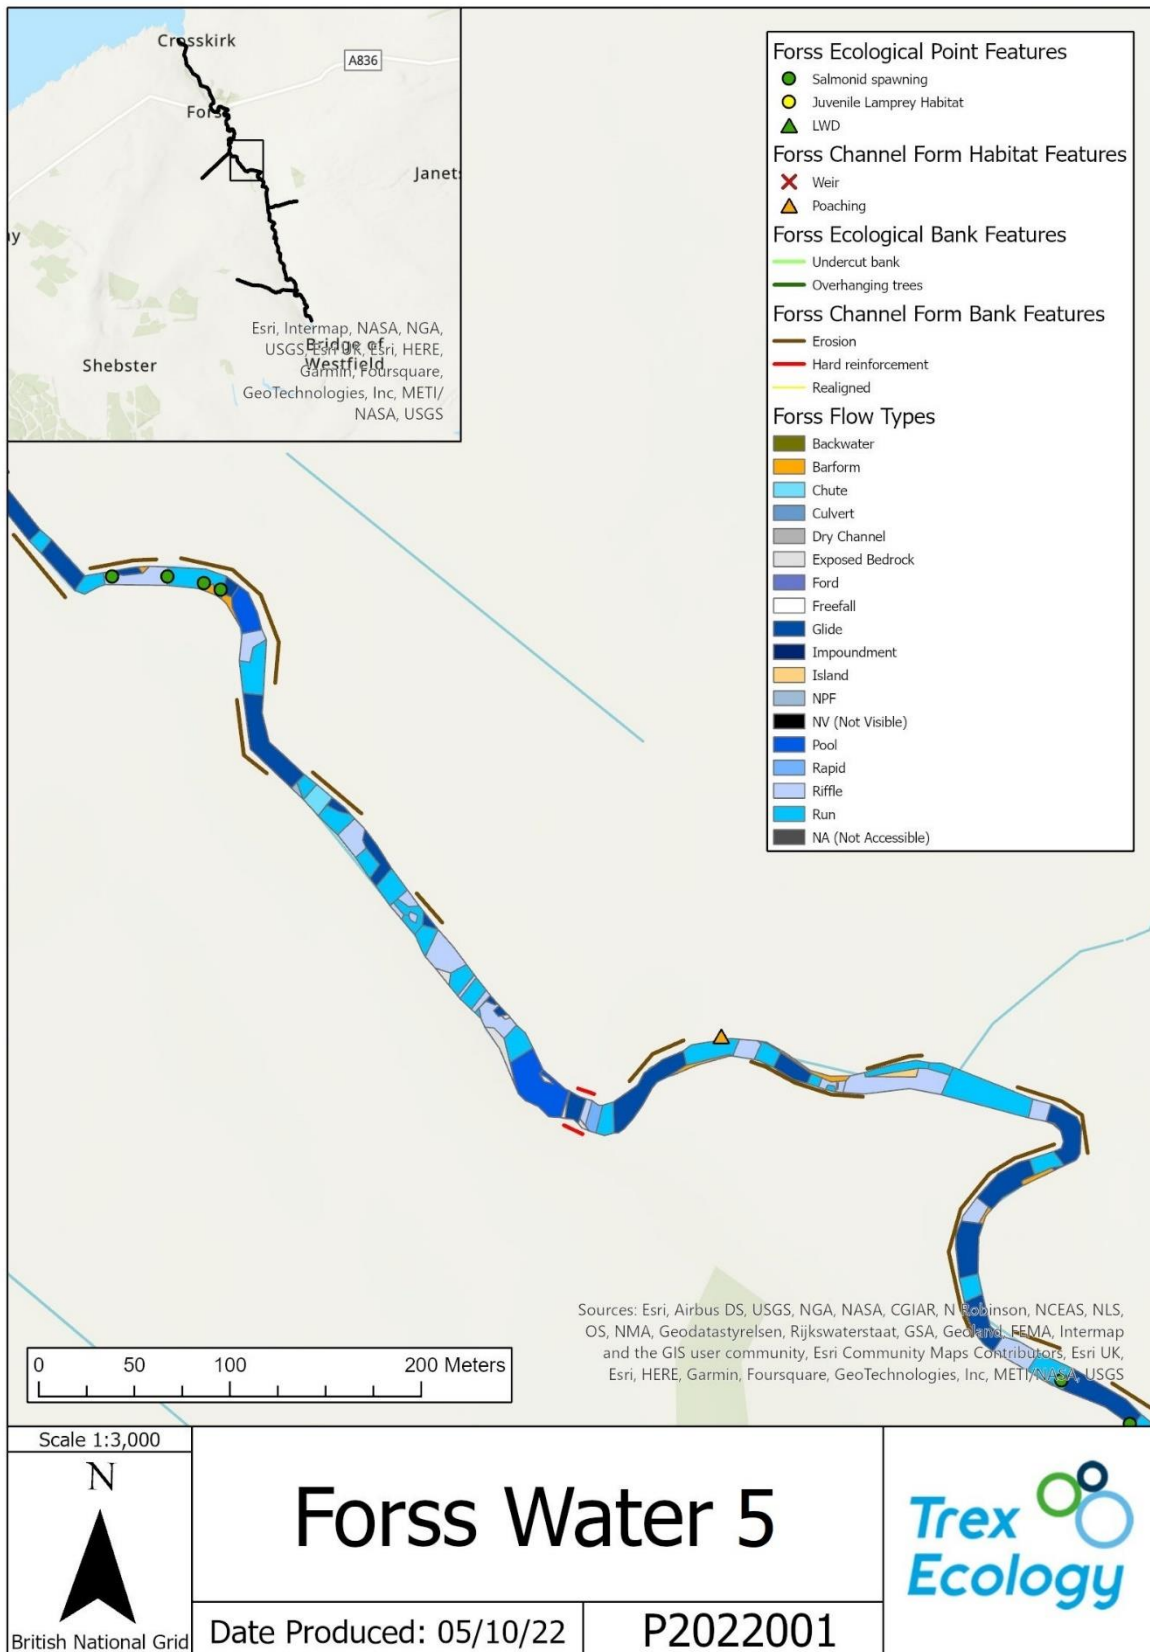 Crosskirk
A836
Fors
Janets
ay
Shebster
Bridge of
Westfield
Esri, Intermap, NASA, NGA,
USGS, Esri UK, Esri, HERE,
Garmin, Foursquare,
GeoTechnologies, Inc, METI/
NASA, USGS
Forss Ecological Point Features
Salmonid spawning
Juvenile Lamprey Habitat
LWD
Forss Channel Form Habitat Features
Weir
Poaching
Forss Ecological Bank Features
Undercut bank
Overhanging trees
Forss Channel Form Bank Features
Erosion
Hard reinforcement
Realigned
Forss Flow Types
Backwater
Barform
Chute
Culvert
Dry Channel
Exposed Bedrock
Ford
Freefall
Glide
Impoundment
Island
NPF
NV (Not Visible)
Pool
Rapid
Riffle
Run
NA (Not Accessible)
Sources: Esri, Airbus DS, USGS, NGA, NASA, CGIAR, N Robinson, NCEAS, NLS,
OS, NMA, Geodatastyrelsen, Rijkswaterstaat, GSA, Geoland, FEMA, Intermap
and the GIS user community, Esri Community Maps Contributors, Esri UK,
Esri, HERE, Garmin, Foursquare, GeoTechnologies, Inc, METI/NASA, USGS
0 50 100 200 Meters
Scale 1:3,000
N
British National Grid
Forss Water 5
Date Produced: 05/10/22
P2022001
Trex
Ecology